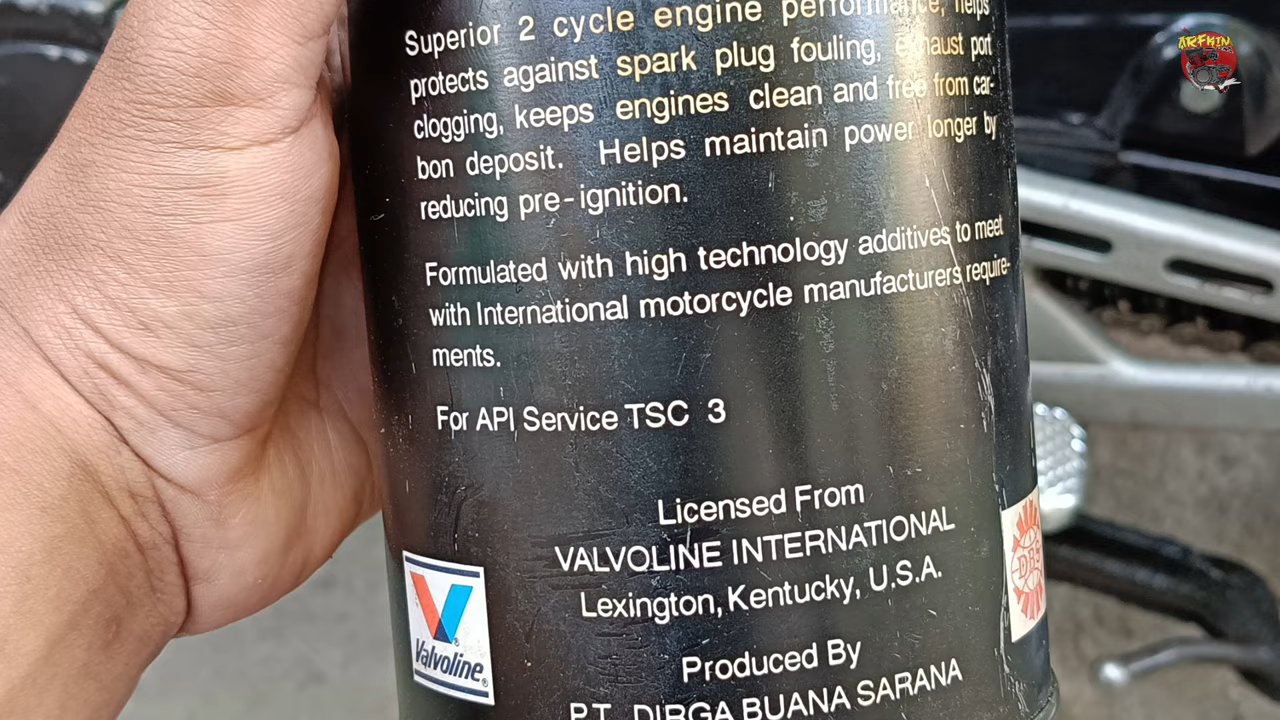 Superior 2 cycle engine performance, helps
protects against spark plug fouling, exhaust port
clogging, keeps engines clean and free from car-
bon deposit. Helps maintain power longer by
reducing pre-ignition.
Formulated with high technology additives to meet
with International motorcycle manufacturers require-
ments.
For API Service TSC 3
Licensed From
VALVOLINE INTERNATIONAL
Lexington, Kentucky, U.S.A.
Produced By
P.T. DIRGA BUANA SARANA
Valvoline®
DBS
ARFKIN